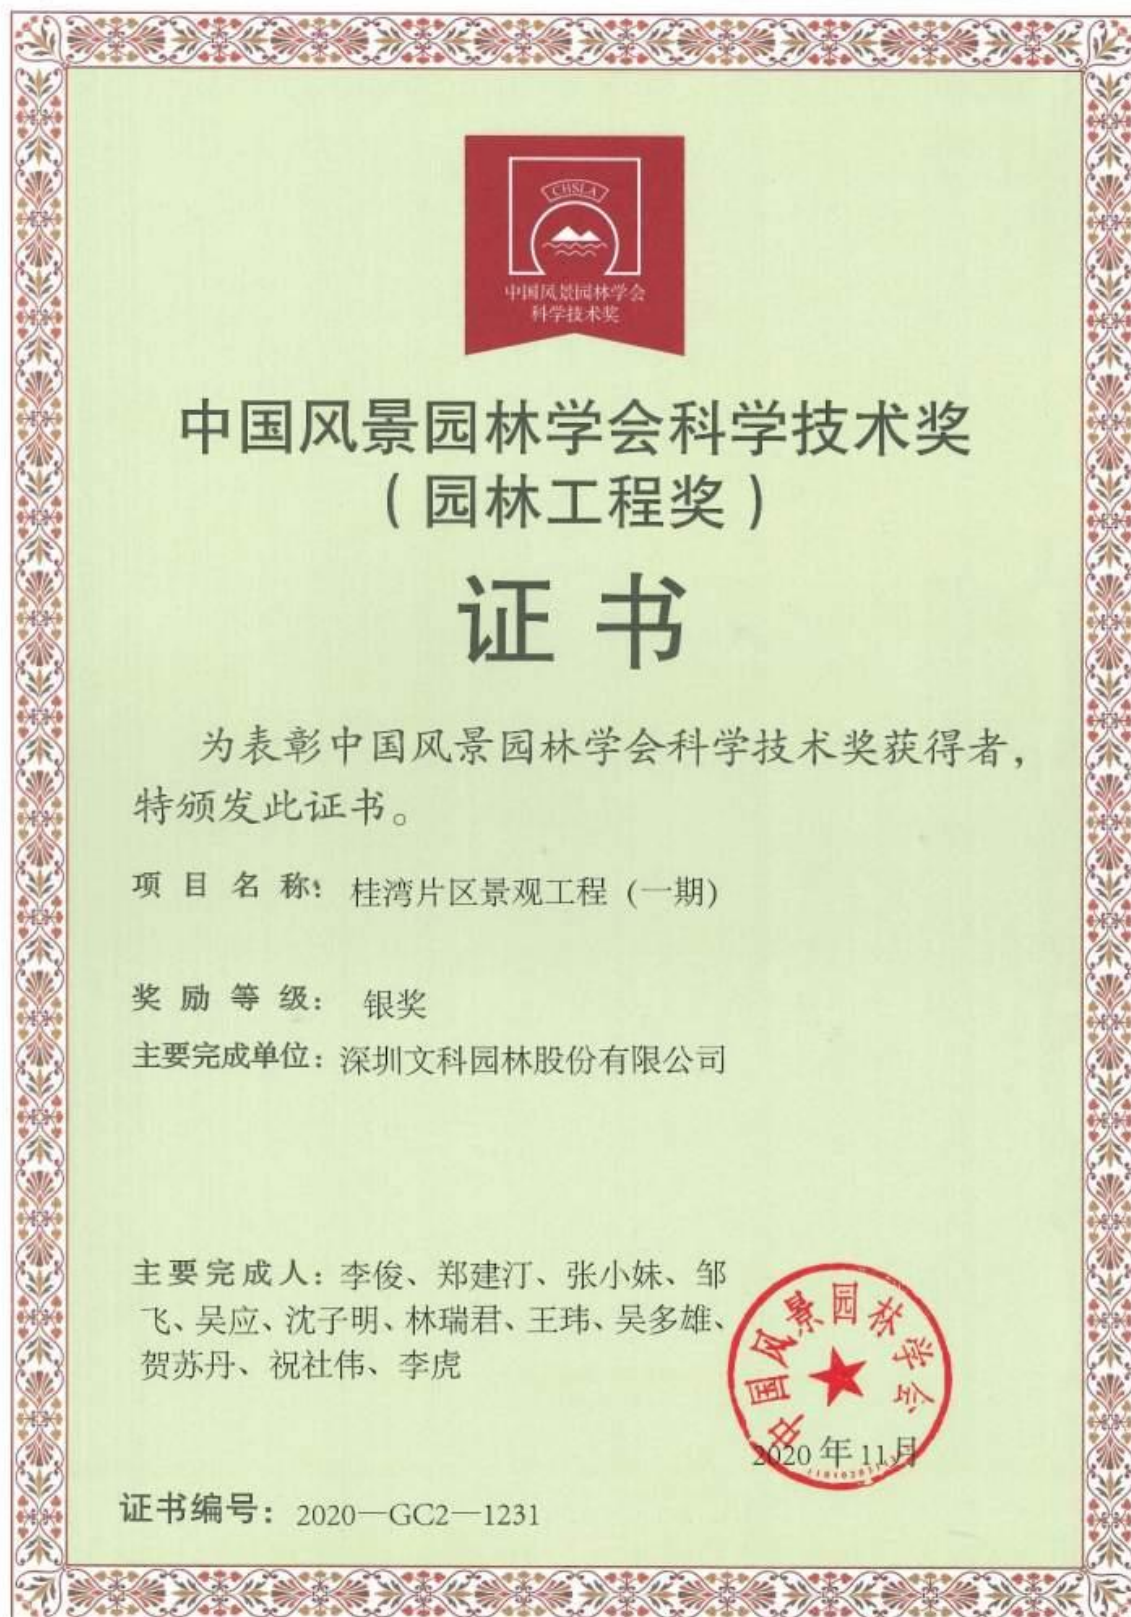 CHSLA
中国风景园林学会
科学技术奖
中国风景园林学会科学技术奖
（园林工程奖）
证书
为表彰中国风景园林学会科学技术奖获得者，
特颁发此证书。
项目名称：桂湾片区景观工程（一期）
奖励等级：银奖
主要完成单位：深圳文科园林股份有限公司
主要完成人：李俊、郑建汀、张小妹、邹
飞、吴应、沈子明、林瑞君、王玮、吴多雄、
贺苏丹、祝社伟、李虎
中国风景园林学会
2020年11月
证书编号：2020—GC2—1231